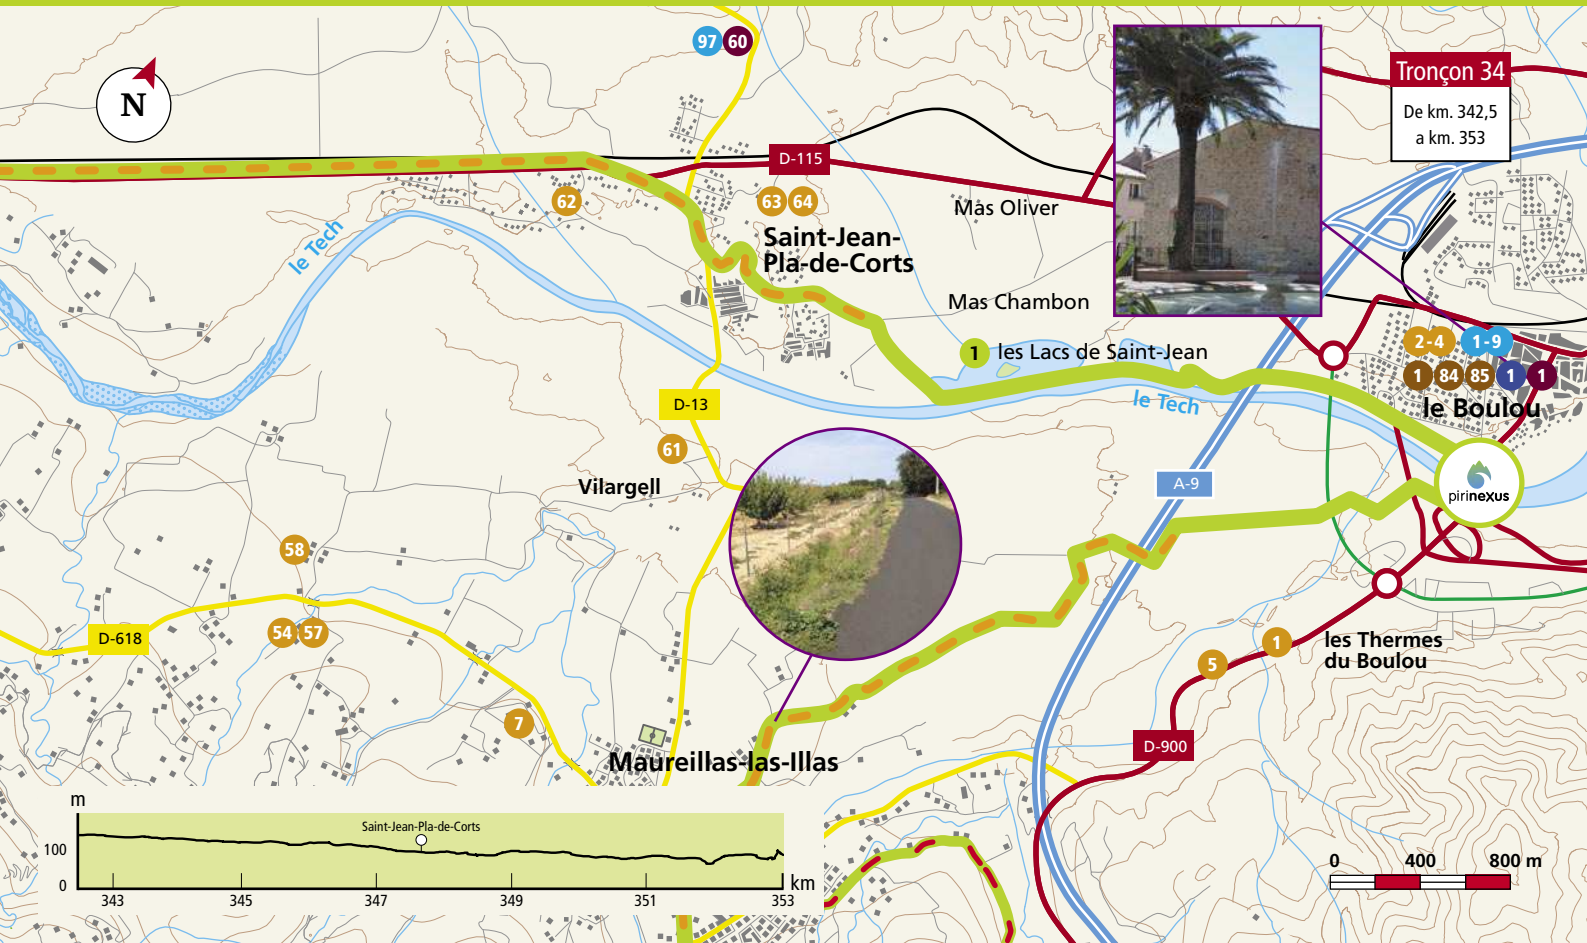 97 60
N
Tronçon 34
De km. 342,5
a km. 353
D-115
62
63 64
Mas Oliver
Saint-Jean-
Pla-de-Corts
le Tech
Mas Chambon
1 les Lacs de Saint-Jean
2-4 1-9
1 84 85 1 1
le Boulou
le Tech
D-13
61
Vilargell
A-9
pirinexus
58
54 57
D-618
les Thermes
du Boulou
1
5
7
D-900
Maureillas-las-Illas
m
Saint-Jean-Pla-de-Corts
100
0
km
343 345 347 349 351 353
0 400 800 m